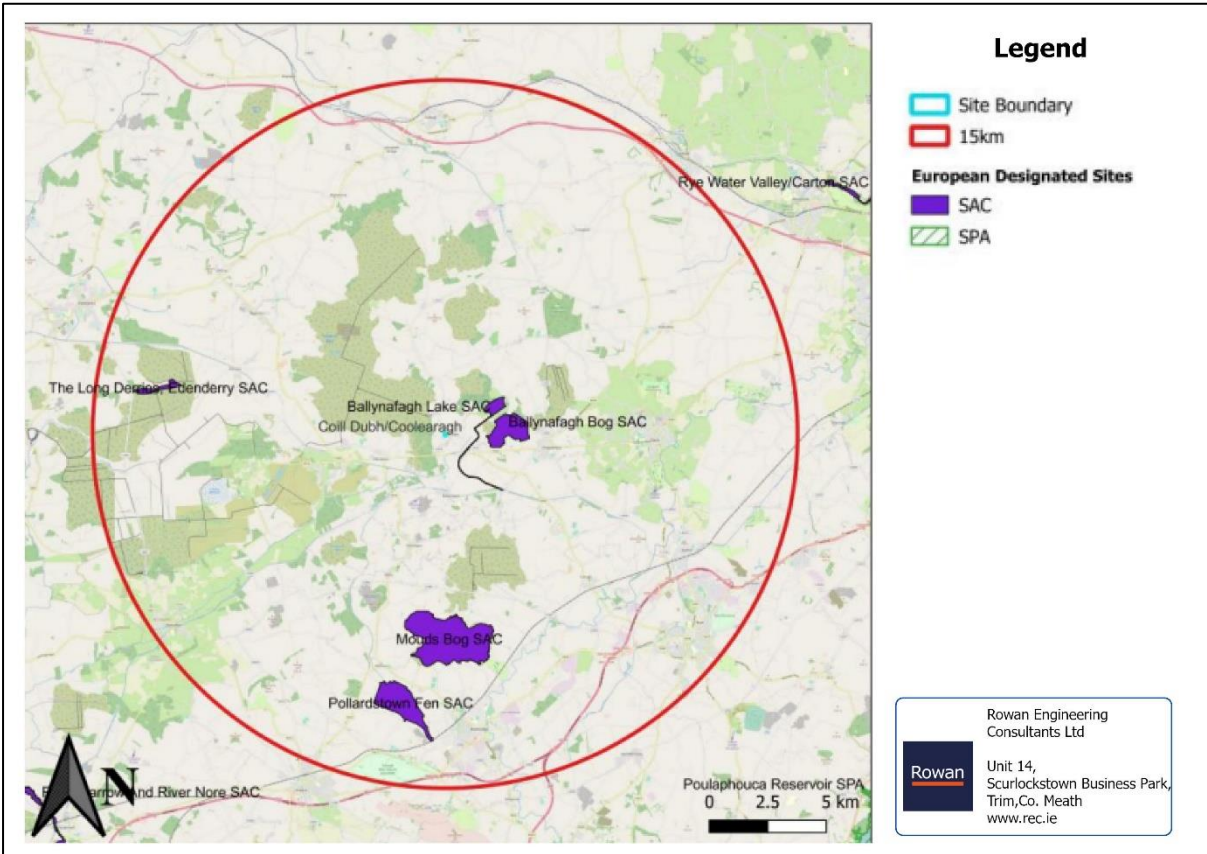 Legend
Site Boundary
15km
European Designated Sites
SAC
SPA
Rye Water Valley/Carton SAC
The Long Derries, Edenderry SAC
Ballynafagh Lake SAC
Ballynafagh Bog SAC
Coill Dubh/Coolearagh
Mouds Bog SAC
Pollardstown Fen SAC
N
And River Nore SAC
Poulaphouca Reservoir SPA
0 2.5 5 km
Rowan
Rowan Engineering
Consultants Ltd
Unit 14,
Scurlockstown Business Park,
Trim,Co. Meath
www.rec.ie